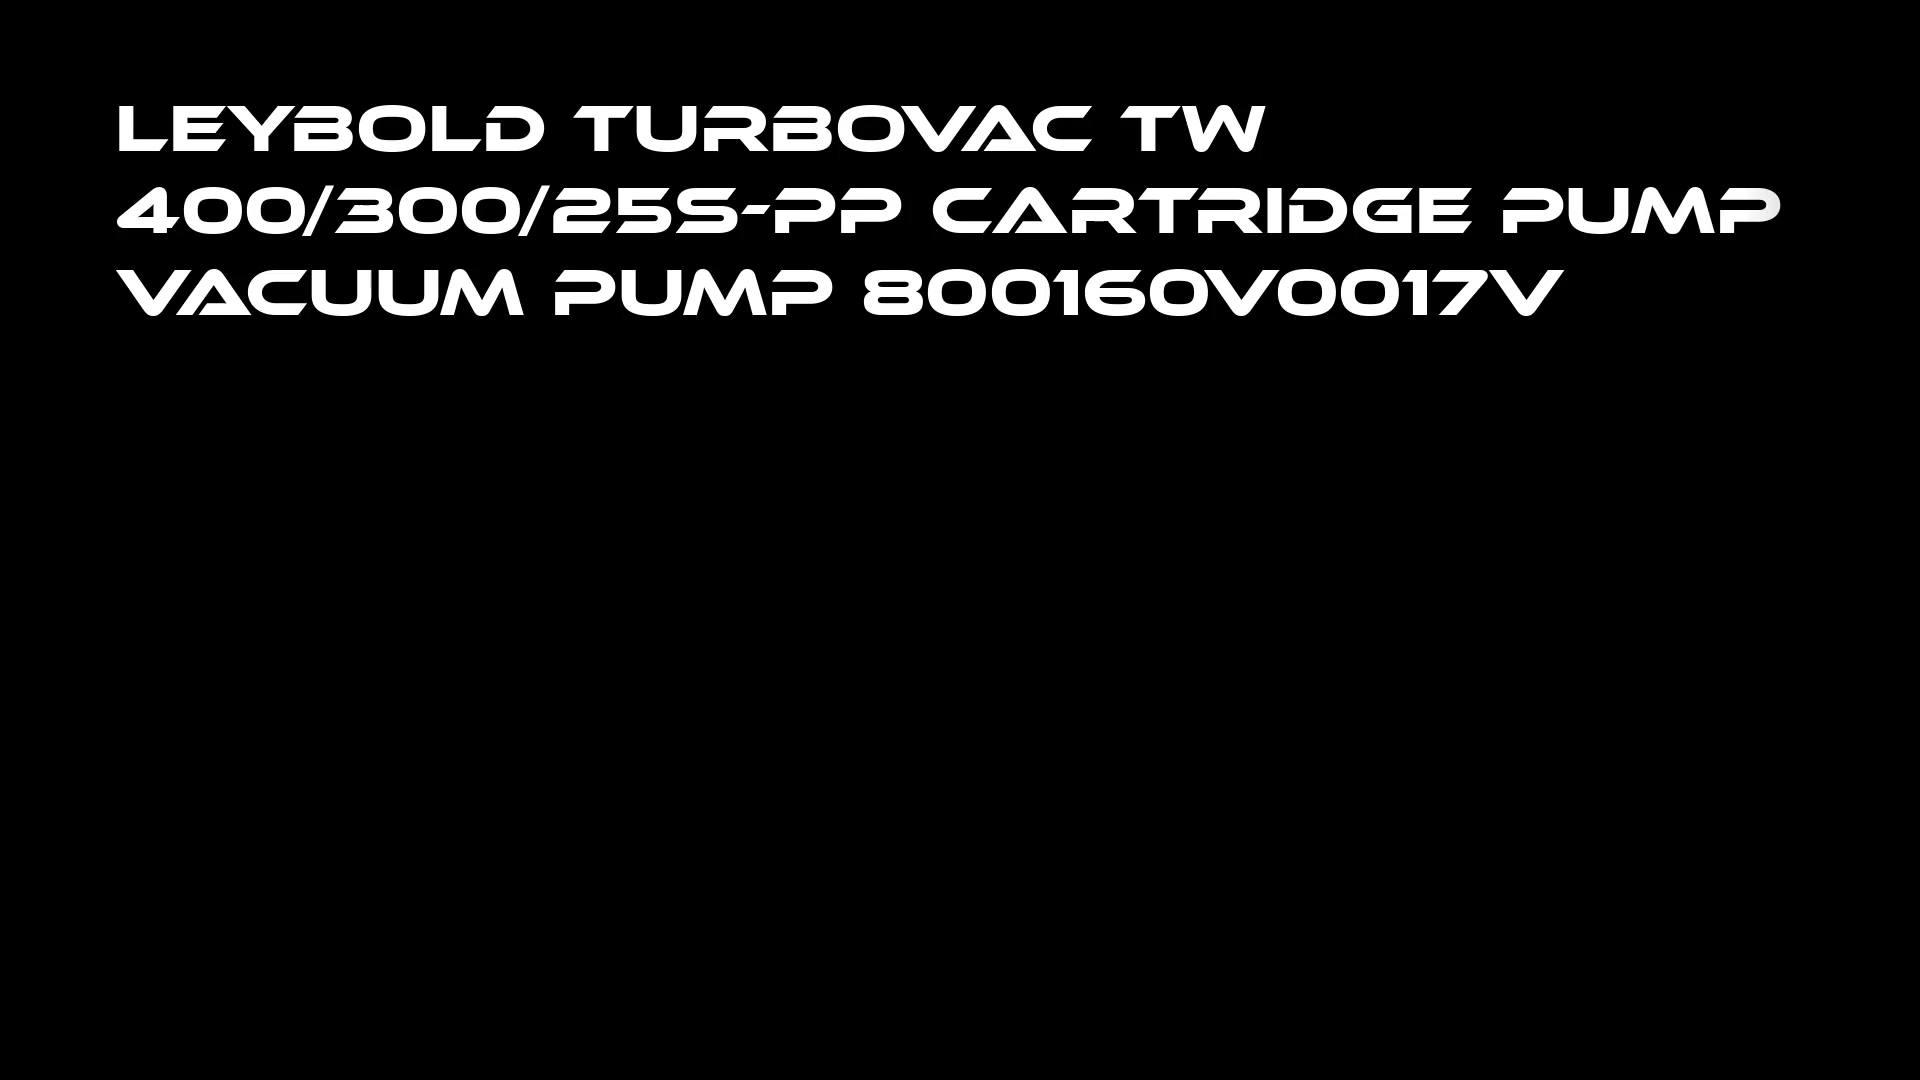 LEYBOLD TURBOVAC TW
400/300/25S-PP CARTRIDGE PUMP
VACUUM PUMP 800160V0017V